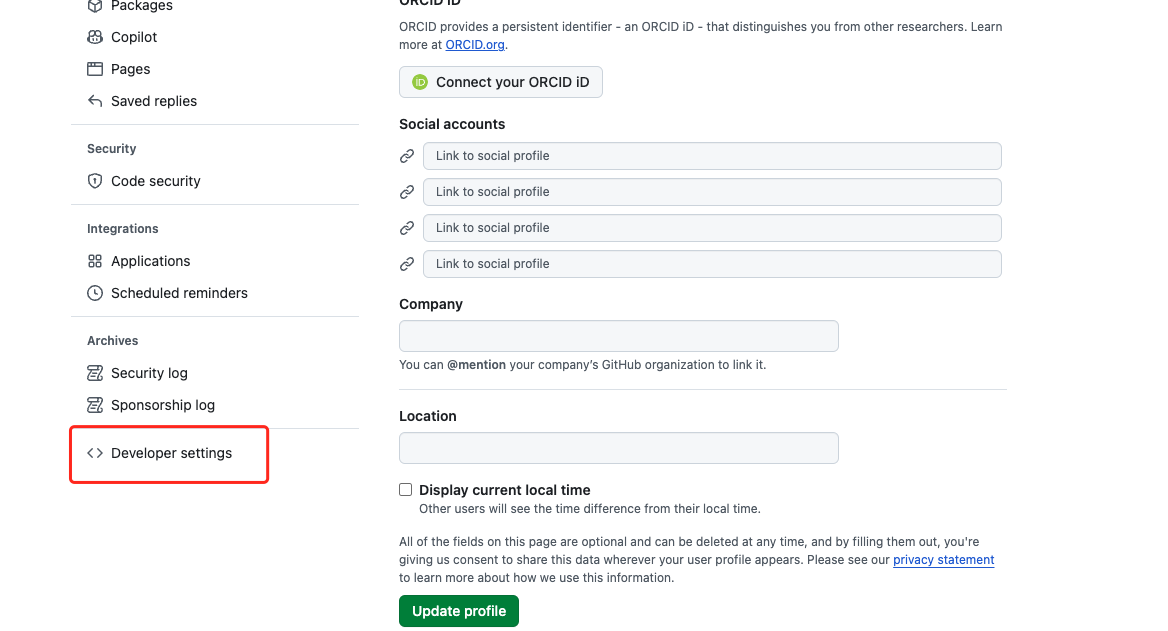 Packages
Copilot
Pages
Saved replies
Security
Code security
Integrations
Applications
Scheduled reminders
Archives
Security log
Sponsorship log
Developer settings
ORCID iD
ORCID provides a persistent identifier - an ORCID iD - that distinguishes you from other researchers. Learn
more at ORCID.org.
iD Connect your ORCID iD
Social accounts
Link to social profile
Link to social profile
Link to social profile
Link to social profile
Company
You can @mention your company's GitHub organization to link it.
Location
Display current local time
Other users will see the time difference from their local time.
All of the fields on this page are optional and can be deleted at any time, and by filling them out, you're
giving us consent to share this data wherever your user profile appears. Please see our privacy statement
to learn more about how we use this information.
Update profile